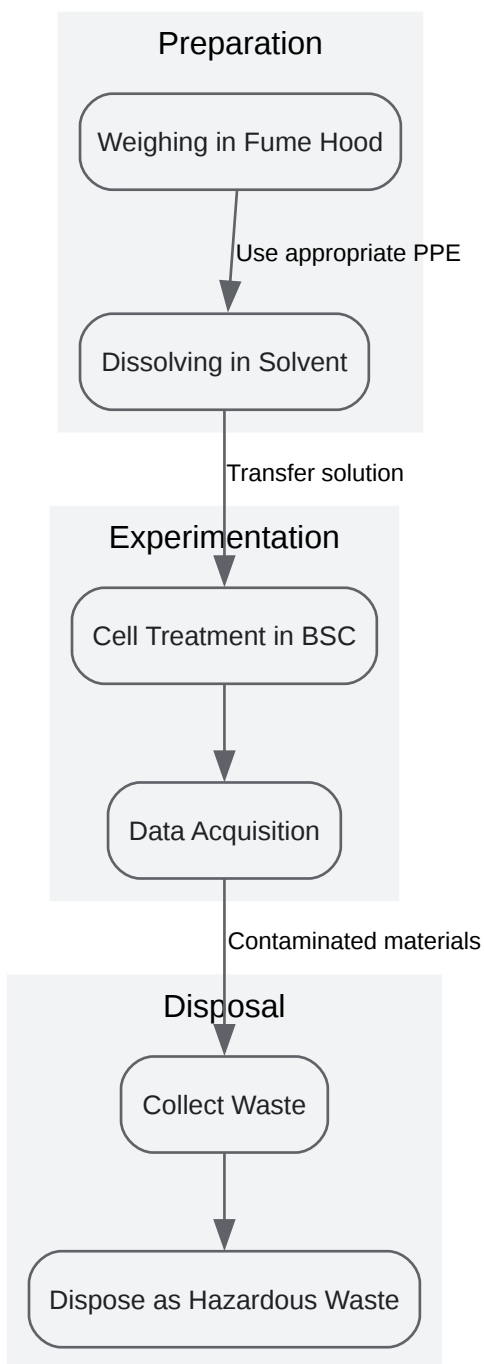 Preparation
Weighing in Fume Hood
Use appropriate PPE
Dissolving in Solvent
Transfer solution
Experimentation
Cell Treatment in BSC
Data Acquisition
Contaminated materials
Disposal
Collect Waste
Dispose as Hazardous Waste